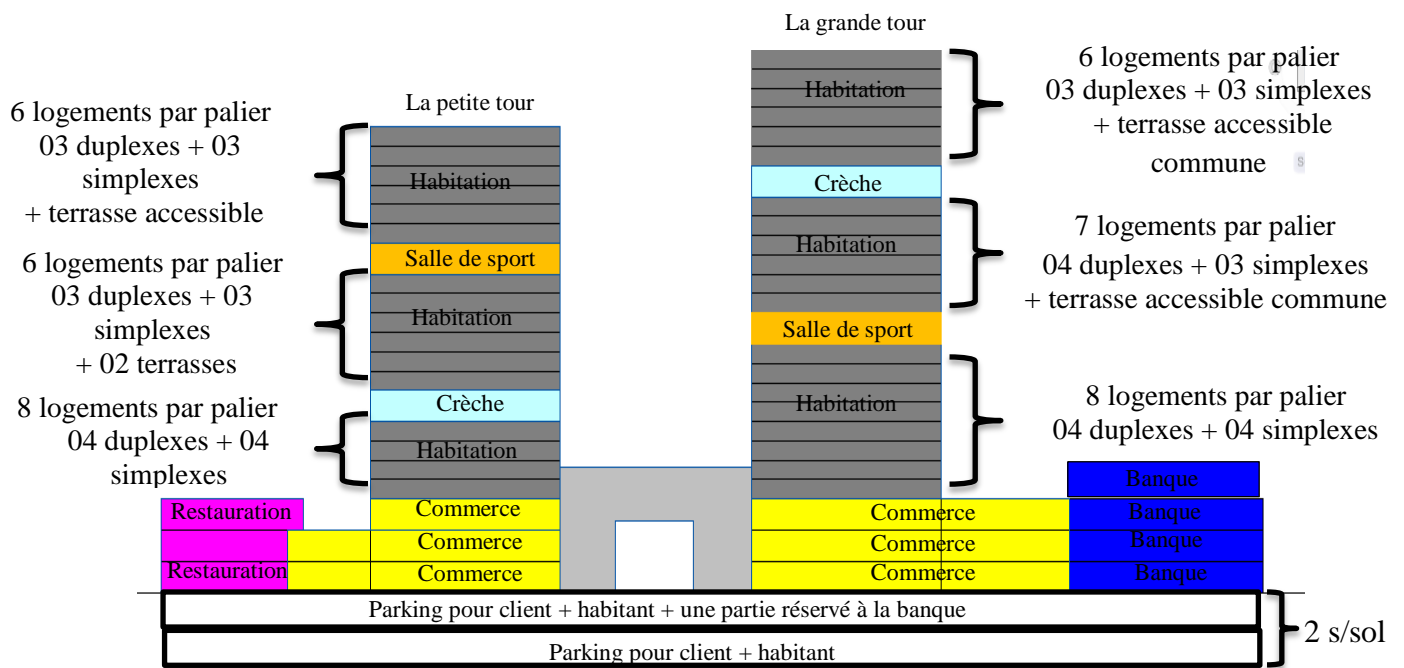 La grande tour
La petite tour
6 logements par palier
03 duplexes + 03
simplexes
+ terrasse accessible
6 logements par palier
03 duplexes + 03
simplexes
+ 02 terrasses
8 logements par palier
04 duplexes + 04
simplexes
Habitation
Salle de sport
Habitation
Crèche
Habitation
Habitation
Crèche
Habitation
Salle de sport
Habitation
6 logements par palier
03 duplexes + 03 simplexes
+ terrasse accessible
commune
s
7 logements par palier
04 duplexes + 03 simplexes
+ terrasse accessible commune
8 logements par palier
04 duplexes + 04 simplexes
Banque
Restauration Commerce Commerce Banque
Commerce Commerce Banque
Restauration Commerce Commerce Banque
Parking pour client + habitant + une partie réservé à la banque
Parking pour client + habitant
2 s/sol